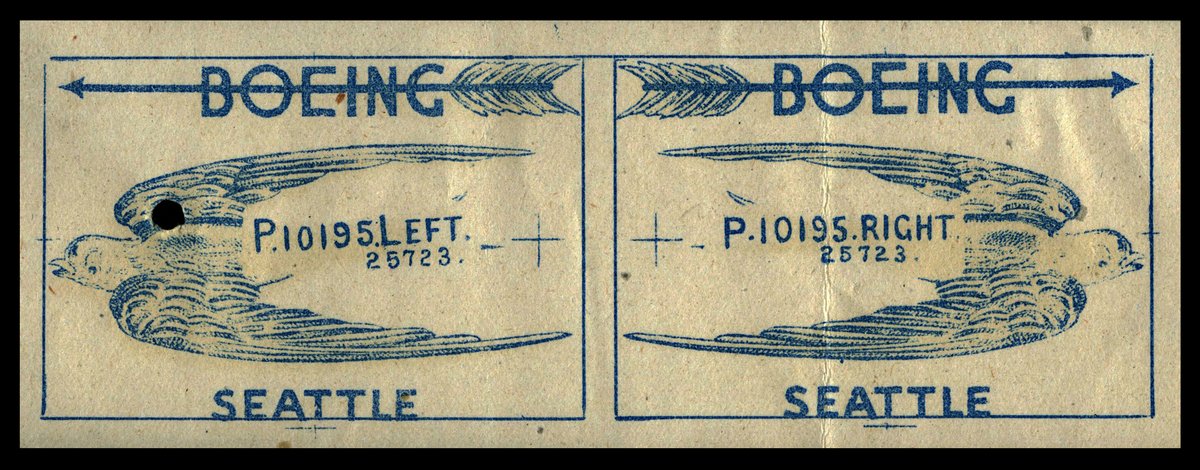 BOEING
P.10195.LEFT.
25723.
SEATTLE
BOEING
P.10195.RIGHT.
25723.
SEATTLE